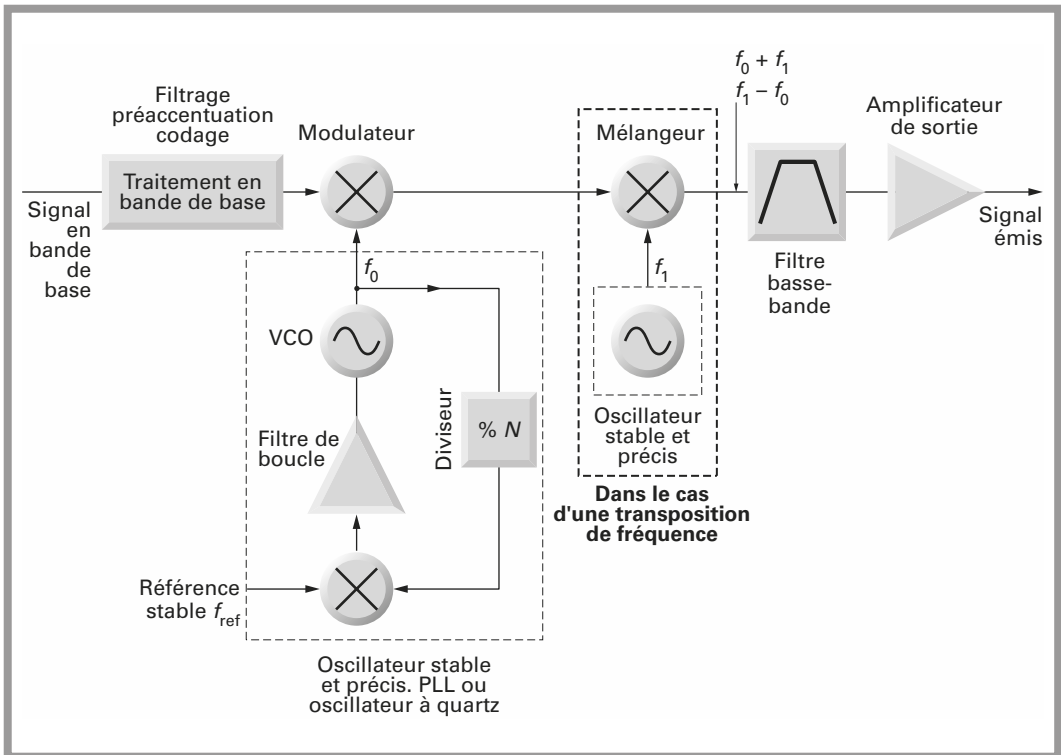 Filtrage
préaccentuation
codage
Modulateur
Mélangeur
f0 + f1
f1 – f0
Amplificateur
de sortie
Traitement en
bande de base
Signal
en
bande
de
base
Signal
émis
Filtre
basse-
bande
f0
f1
VCO
Oscillateur
stable et
précis
Diviseur
% N
Filtre de
boucle
Dans le cas
d'une transposition
de fréquence
Référence
stable fref
Oscillateur stable
et précis. PLL ou
oscillateur à quartz